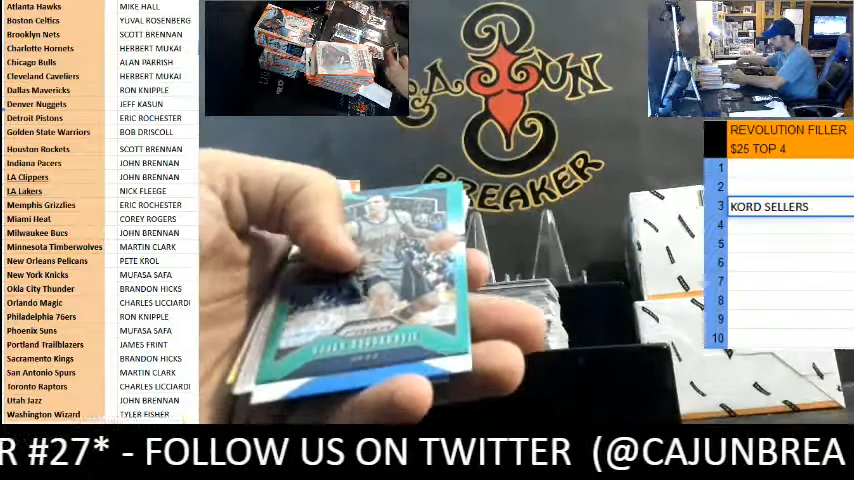 Atlanta Hawks MIKE HALL
Boston Celtics YUVAL ROSENBERG
Brooklyn Nets SCOTT BRENNAN
Charlotte Hornets HERBERT MUKAI
Chicago Bulls ALAN PARRISH
Cleveland Cavaliers HERBERT MUKAI
Dallas Mavericks RON KNIPPLE
Denver Nuggets JEFF KASUN
Detroit Pistons ERIC ROCHESTER
Golden State Warriors BOB DRISCOLL
Houston Rockets SCOTT BRENNAN
Indiana Pacers JOHN BRENNAN
LA Clippers JOHN BRENNAN
LA Lakers NICK FLEEGE
Memphis Grizzlies ERIC ROCHESTER
Miami Heat COREY ROGERS
Milwaukee Bucs JOHN BRENNAN
Minnesota Timberwolves MARTIN CLARK
New Orleans Pelicans PETE KROL
New York Knicks MUFASA SAFA
Okla City Thunder BRANDON HICKS
Orlando Magic CHARLES LICCIARDI
Philadelphia 76ers RON KNIPPLE
Phoenix Suns MUFASA SAFA
Portland Trailblazers JAMES FRINT
Sacramento Kings BRANDON HICKS
San Antonio Spurs MARTIN CLARK
Toronto Raptors CHARLES LICCIARDI
Utah Jazz JOHN BRENNAN
Washington Wizard TYLER EISHER
CAJUN
BREAKER
REVOLUTION FILLER
$25 TOP 4
1
2
3 KORD SELLERS
4
5
6
7
8
9
10
R #27* - FOLLOW US ON TWITTER (@CAJUNBREA